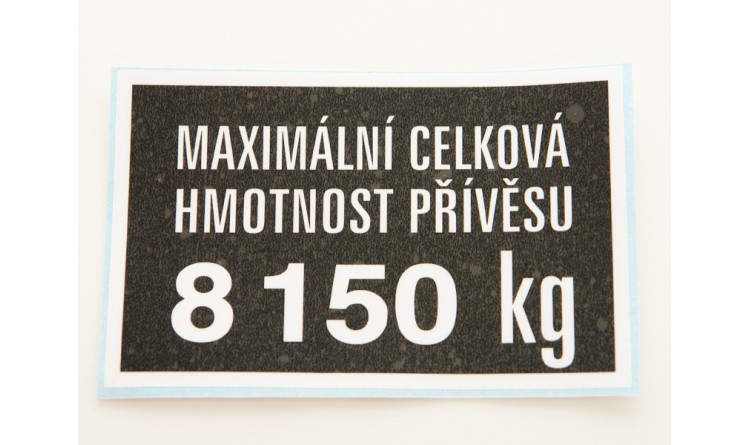 MAXIMÁLNÍ CELKOVÁ
HMOTNOST PŘÍVĚSU
8 150 kg